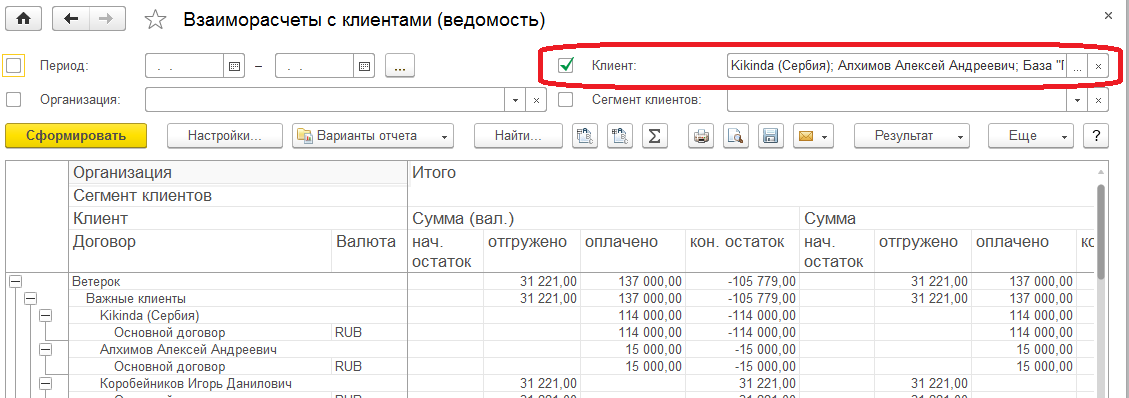 Взаиморасчеты с клиентами (ведомость)
Период: . . – . . ... Клиент: Kikinda (Сербия); Алхимов Алексей Андреевич; База "Г ...
Организация: Сегмент клиентов:
Сформировать Настройки... Варианты отчета Найти... Σ Результат Еще ?
Организация Итого
Сегмент клиентов
Клиент Сумма (вал.) Сумма
Договор Валюта нач. остаток отгружено оплачено кон. остаток нач. остаток отгружено оплачено
Ветерок 31 221,00 137 000,00 -105 779,00 31 221,00 137 000,00
Важные клиенты 31 221,00 137 000,00 -105 779,00 31 221,00 137 000,00
Kikinda (Сербия) 114 000,00 -114 000,00 114 000,00
Основной договор RUB 114 000,00 -114 000,00 114 000,00
Алхимов Алексей Андреевич 15 000,00 -15 000,00 15 000,00
Основной договор RUB 15 000,00 -15 000,00 15 000,00
Коробейников Игорь Данилович 31 221,00 31 221,00 31 221,00